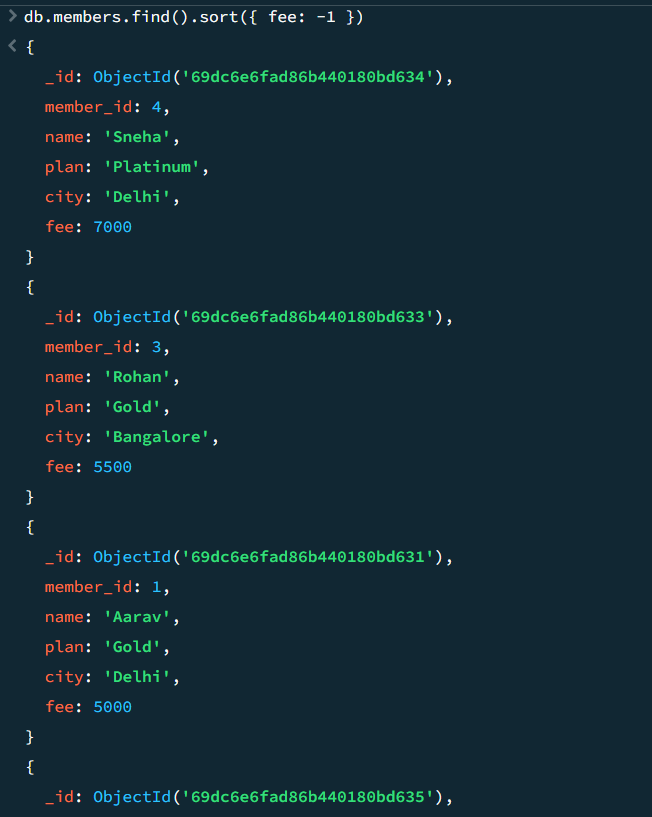 > db.members.find().sort({ fee: -1 })
< {
_id: ObjectId('69dc6e6fad86b440180bd634'),
member_id: 4,
name: 'Sneha',
plan: 'Platinum',
city: 'Delhi',
fee: 7000
}
{
_id: ObjectId('69dc6e6fad86b440180bd633'),
member_id: 3,
name: 'Rohan',
plan: 'Gold',
city: 'Bangalore',
fee: 5500
}
{
_id: ObjectId('69dc6e6fad86b440180bd631'),
member_id: 1,
name: 'Aarav',
plan: 'Gold',
city: 'Delhi',
fee: 5000
}
{
_id: ObjectId('69dc6e6fad86b440180bd635'),